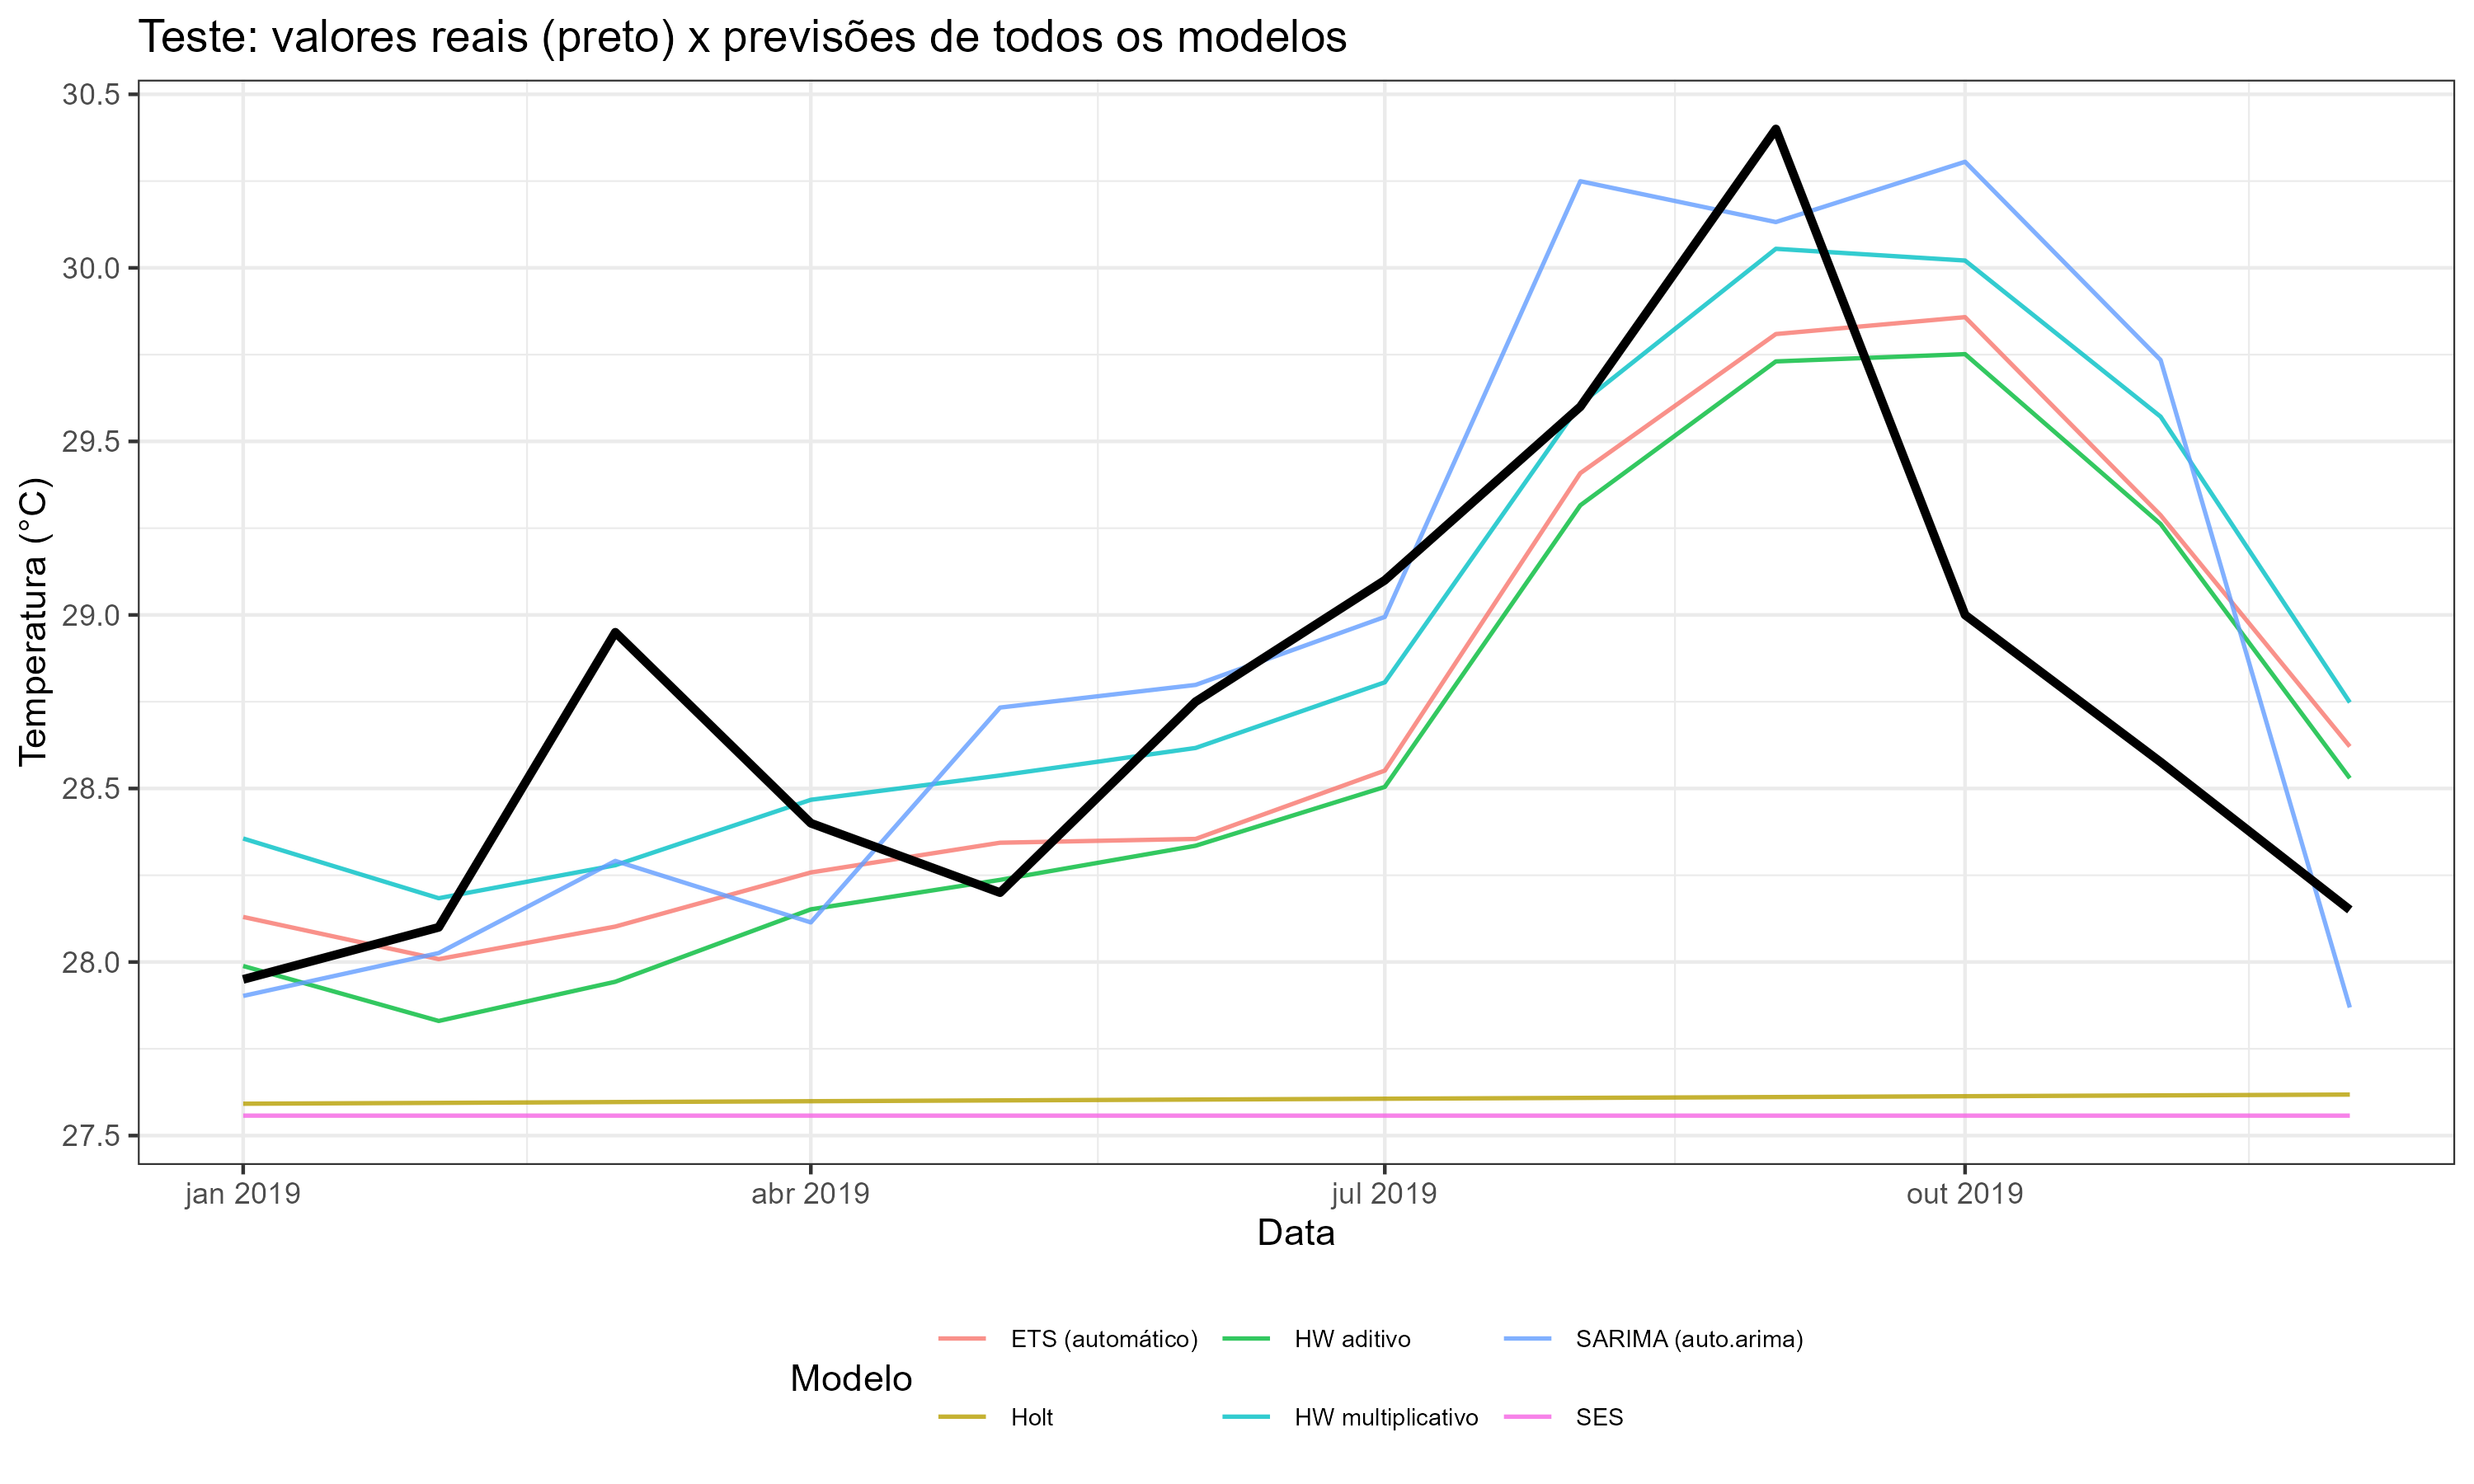 Teste: valores reais (preto) x previsões de todos os modelos
Temperatura (°C)
30.5
30.0
29.5
29.0
28.5
28.0
27.5
jan 2019 abr 2019 jul 2019 out 2019
Data
Modelo
ETS (automático) HW aditivo SARIMA (auto.arima)
Holt HW multiplicativo SES